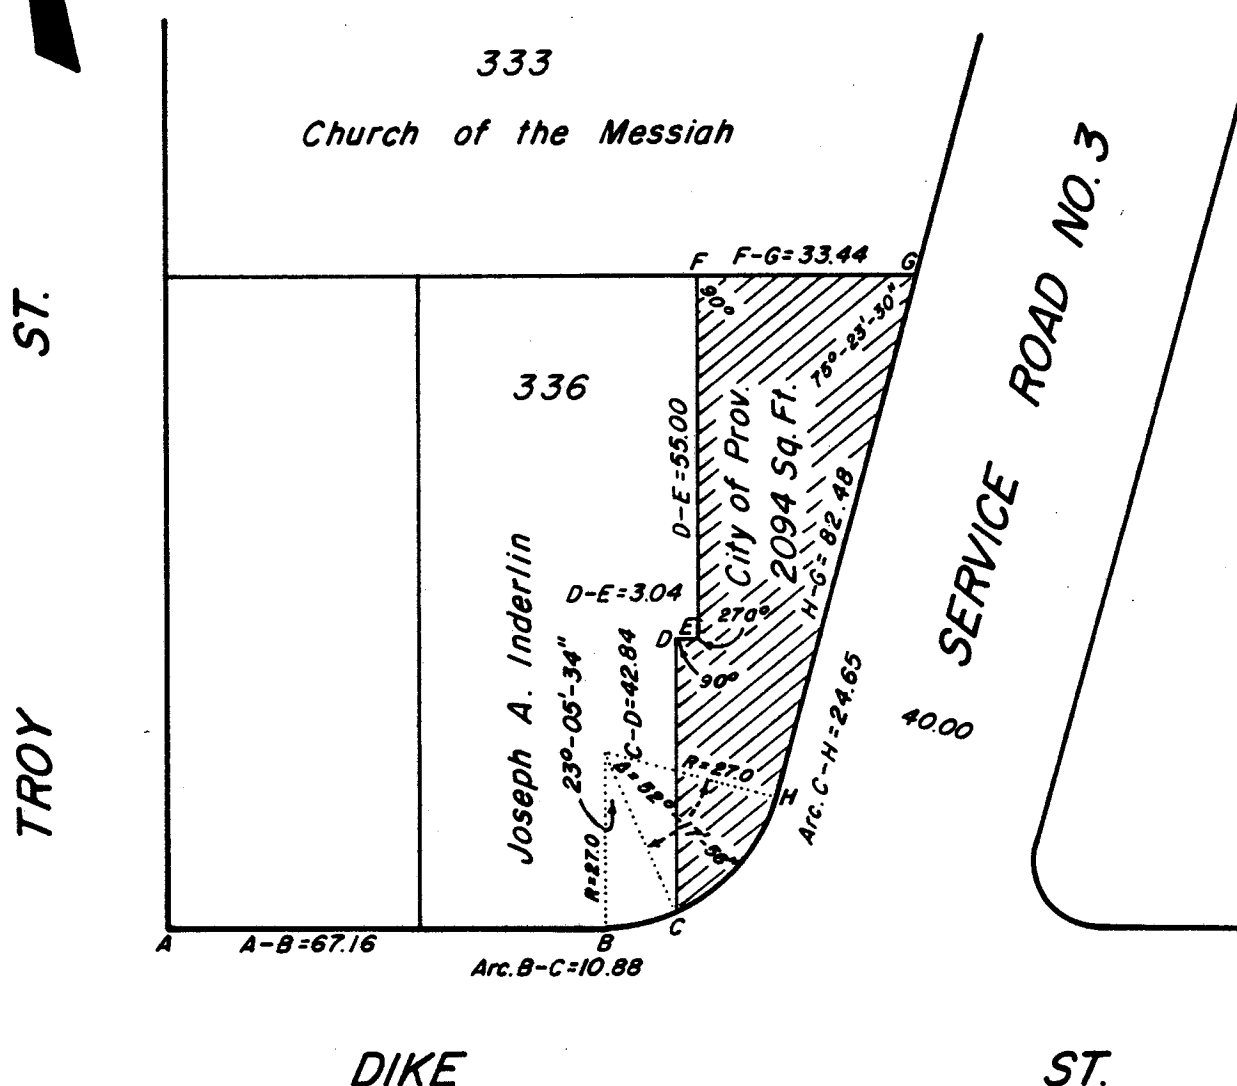 333
Church of the Messiah
F
F-G=33.44
G
90°
75°-23'-30"
ST.
TROY
336
Joseph A. Inderlin
D-E=55.00
City of Prov.
2094 Sq. Ft.
H-G=82.48
SERVICE ROAD NO. 3
D-E=3.04
D
E
270°
90°
23°-05'-34"
C-D=42.84
R=27.0
R=27.0
H
Arc. C-H=24.65
40.00
A
A-B=67.16
B
C
Arc. B-C=10.88
DIKE ST.